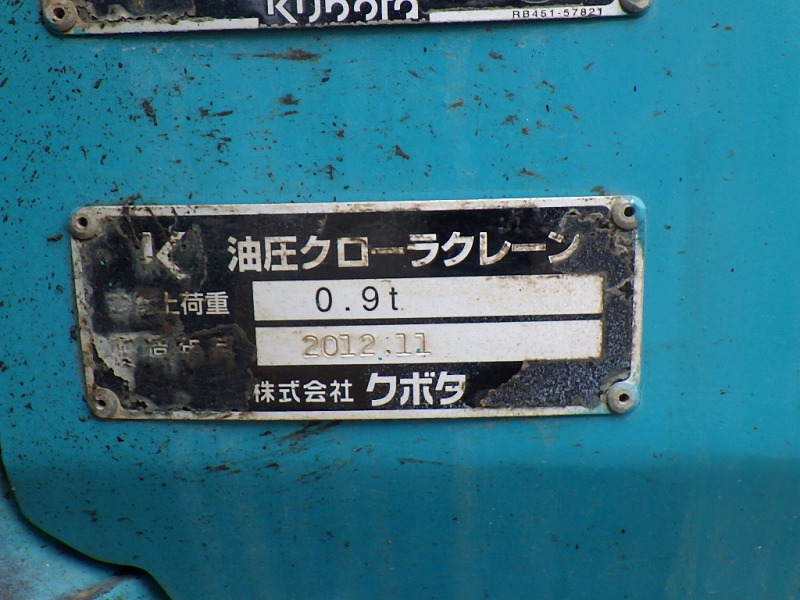 Kubota
RB451-57821
K 油圧クローラクレーン
上荷重 0.9t
2012.11
株式会社 クボタ